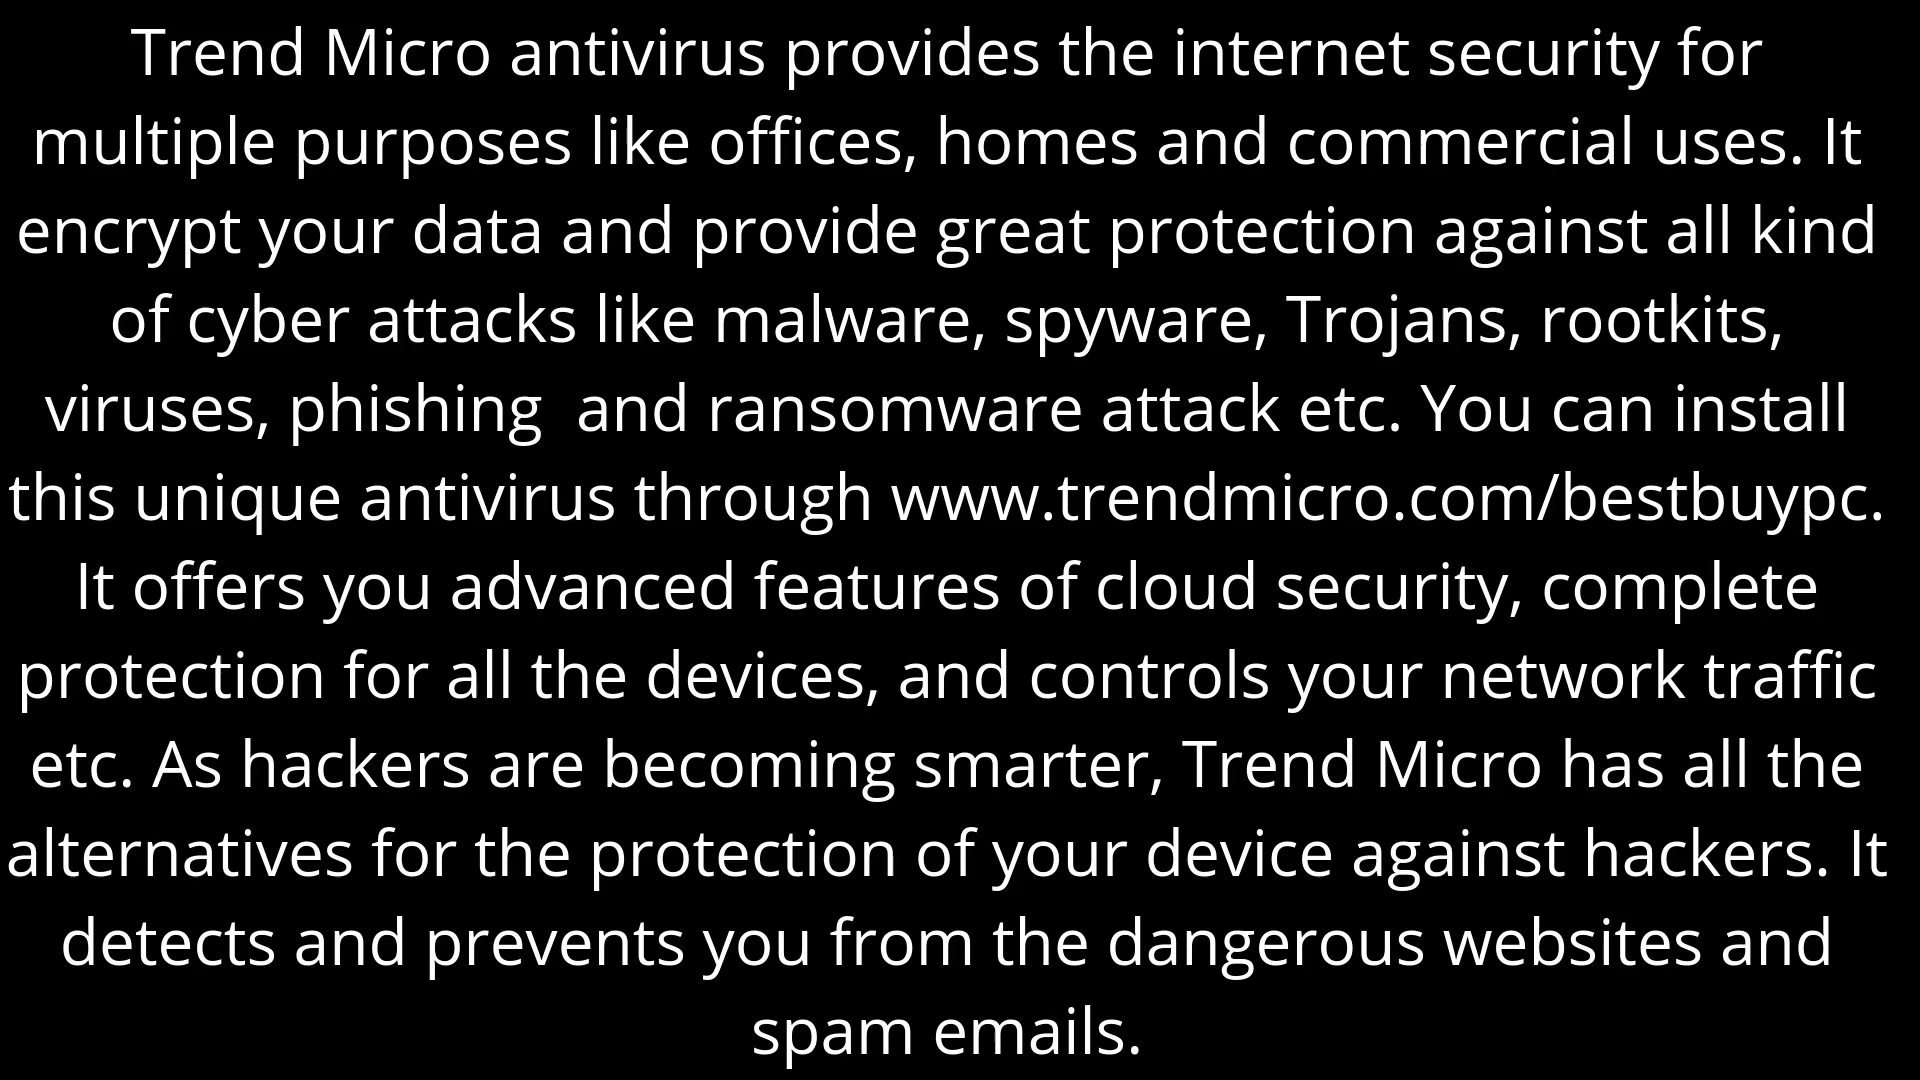 Trend Micro antivirus provides the internet security for
multiple purposes like offices, homes and commercial uses. It
encrypt your data and provide great protection against all kind
of cyber attacks like malware, spyware, Trojans, rootkits,
viruses, phishing  and ransomware attack etc. You can install
this unique antivirus through www.trendmicro.com/bestbuypc.
It offers you advanced features of cloud security, complete
protection for all the devices, and controls your network traffic
etc. As hackers are becoming smarter, Trend Micro has all the
alternatives for the protection of your device against hackers. It
detects and prevents you from the dangerous websites and
spam emails.